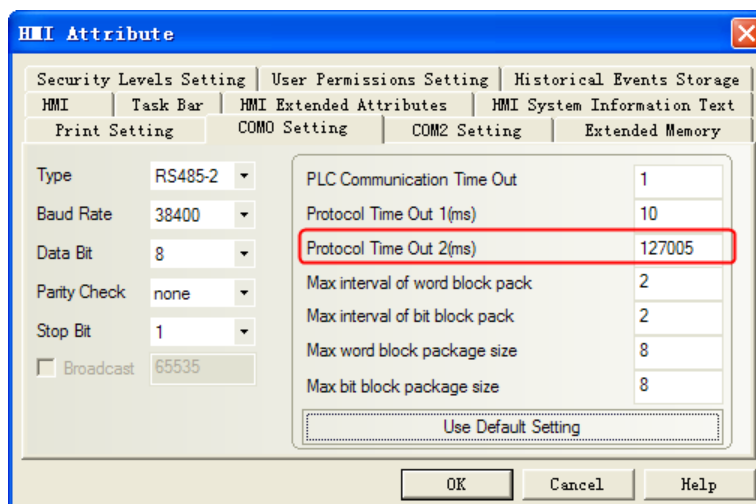 HMI Attribute
Security Levels Setting User Permissions Setting Historical Events Storage
HMI Task Bar HMI Extended Attributes HMI System Information Text
Print Setting COM0 Setting COM2 Setting Extended Memory
Type RS485-2
Baud Rate 38400
Data Bit 8
Parity Check none
Stop Bit 1
Broadcast 65535
PLC Communication Time Out 1
Protocol Time Out 1(ms) 10
Protocol Time Out 2(ms) 127005
Max interval of word block pack 2
Max interval of bit block pack 2
Max word block package size 8
Max bit block package size 8
Use Default Setting
OK Cancel Help